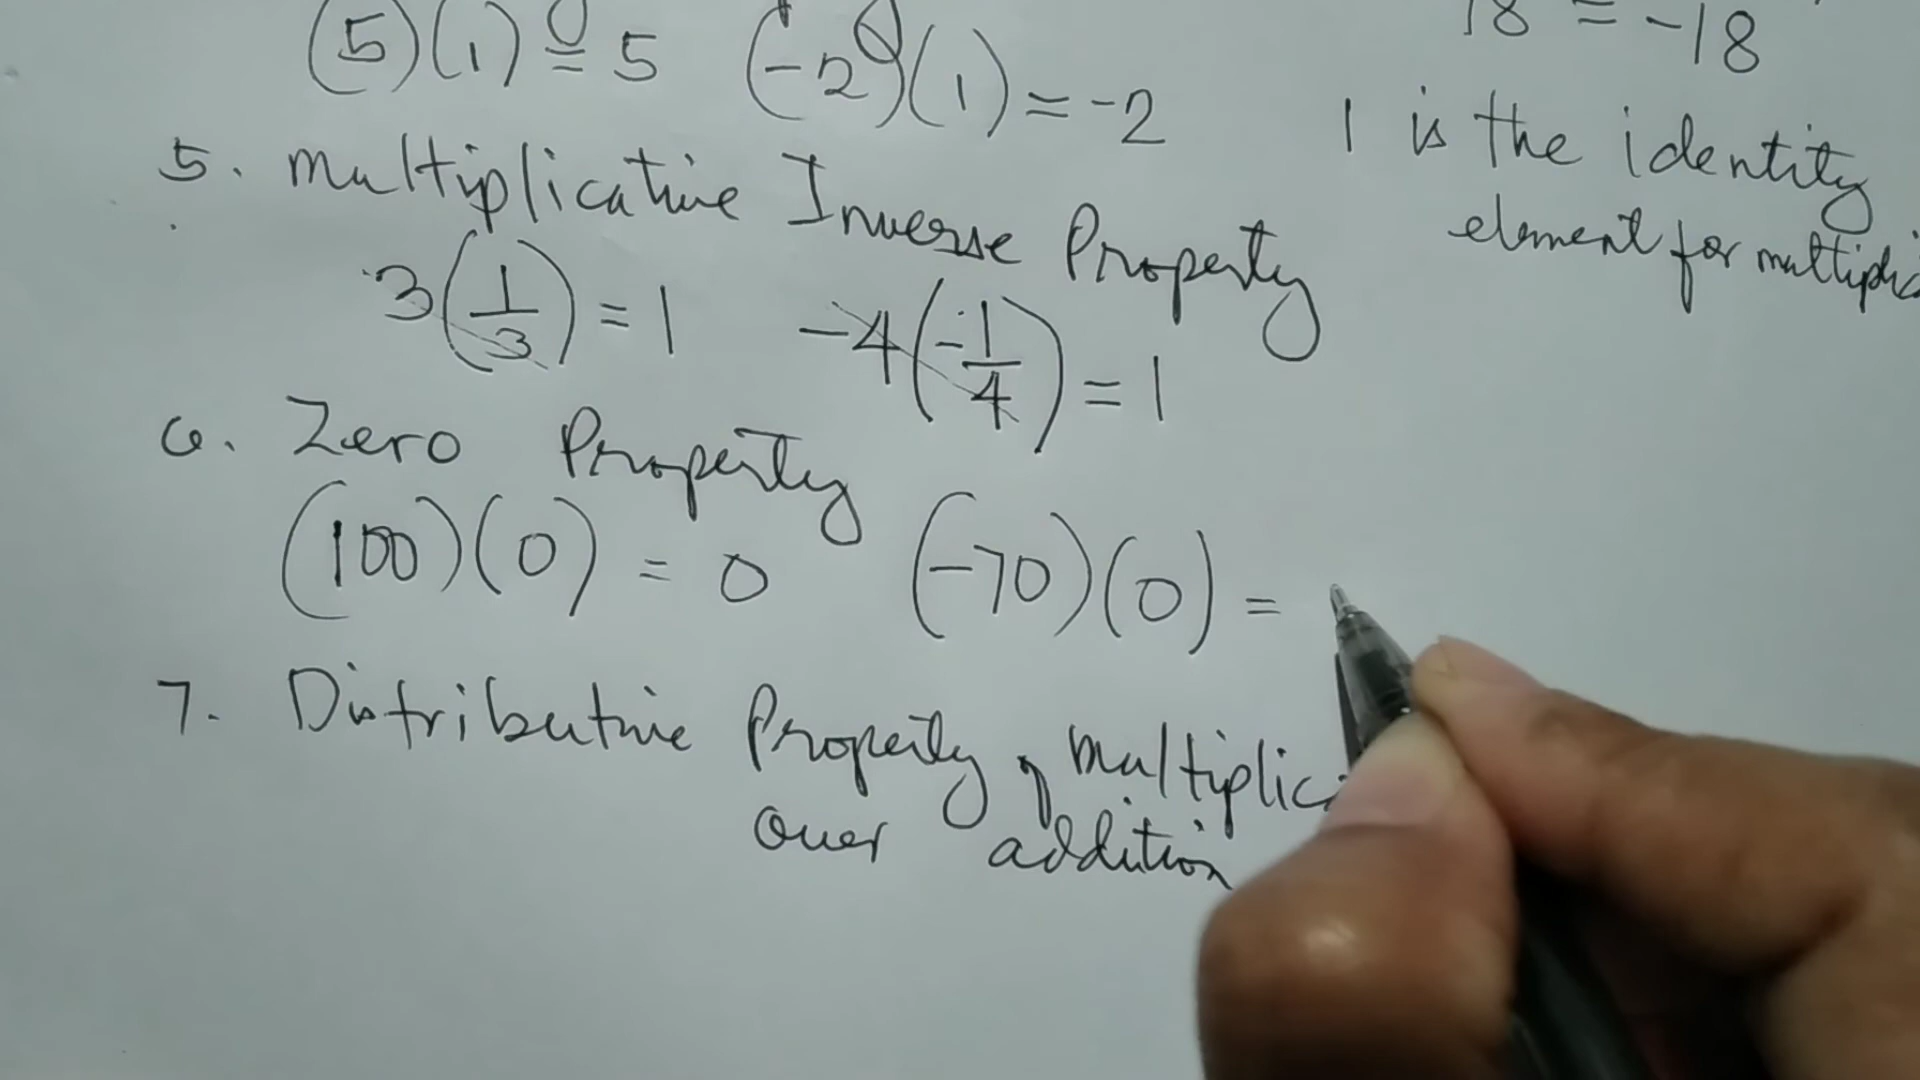 (5)(1) = 5 (-2)(1) = -2
18 = -18
1 is the identity
element for multiplic
5. Multiplicative Inverse Property
3(1/3) = 1 -4(-1/4) = 1
6. Zero Property
(100)(0) = 0 (-70)(0) =
7. Distributive Property of multiplic
over addition